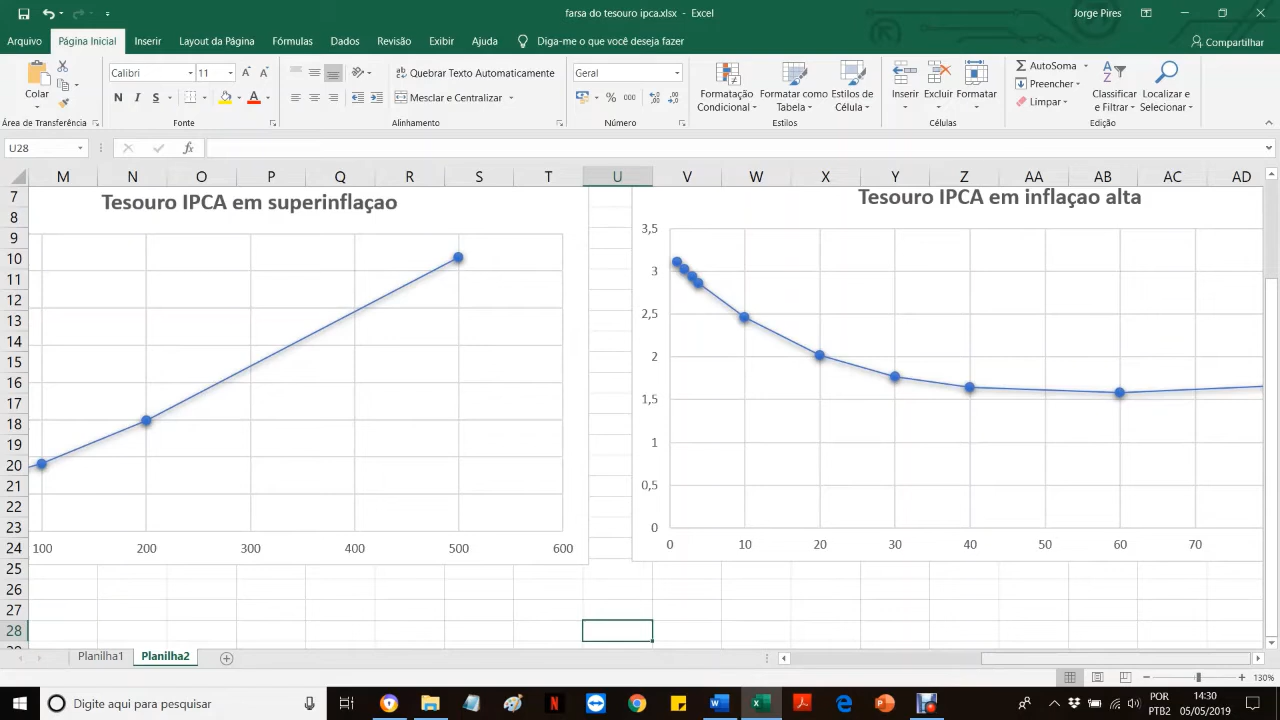 farsa do tesouro ipca.xlsx - Excel
Jorge Pires
Arquivo Página Inicial Inserir Layout da Página Fórmulas Dados Revisão Exibir Ajuda Diga-me o que você deseja fazer
Compartilhar
Colar
Área de Transferência
Calibri 11
N I S
Fonte
Quebrar Texto Automaticamente
Mesclar e Centralizar
Alinhamento
Geral
% 000
Número
Formatação Condicional
Formatar como Tabela
Estilos de Célula
Estilos
Inserir Excluir Formatar
Células
AutoSoma
Preencher
Limpar
Classificar e Filtrar
Localizar e Selecionar
Edição
U28
fx
M N O P Q R S T U V W X Y Z AA AB AC AD
7
8
9
10
11
12
13
14
15
16
17
18
19
20
21
22
23
24
25
26
27
28
Tesouro IPCA em superinflaçao
100 200 300 400 500 600
Tesouro IPCA em inflaçao alta
3,5
3
2,5
2
1,5
1
0,5
0
0 10 20 30 40 50 60 70
Planilha1 Planilha2
130%
Digite aqui para pesquisar
POR
PTB2
14:30
05/05/2019